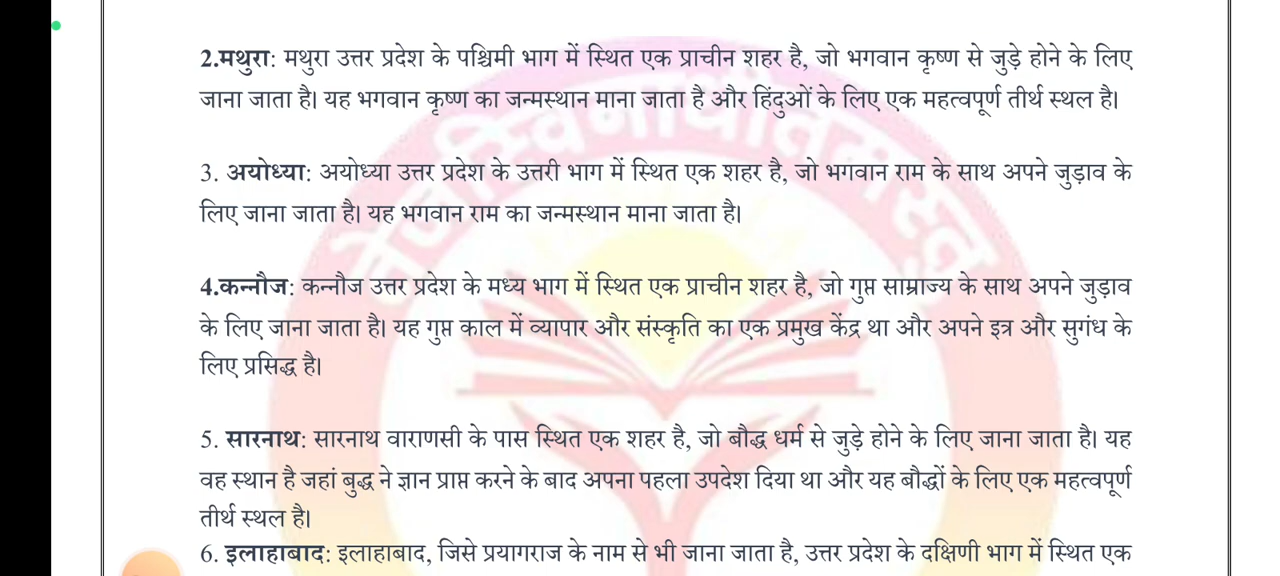 2.मथुरा: मथुरा उत्तर प्रदेश के पश्चिमी भाग में स्थित एक प्राचीन शहर है, जो भगवान कृष्ण से जुड़े होने के लिए
जाना जाता है। यह भगवान कृष्ण का जन्मस्थान माना जाता है और हिंदुओं के लिए एक महत्वपूर्ण तीर्थ स्थल है।
3. अयोध्या: अयोध्या उत्तर प्रदेश के उत्तरी भाग में स्थित एक शहर है, जो भगवान राम के साथ अपने जुड़ाव के
लिए जाना जाता है। यह भगवान राम का जन्मस्थान माना जाता है।
4.कन्नौज: कन्नौज उत्तर प्रदेश के मध्य भाग में स्थित एक प्राचीन शहर है, जो गुप्त साम्राज्य के साथ अपने जुड़ाव
के लिए जाना जाता है। यह गुप्त काल में व्यापार और संस्कृति का एक प्रमुख केंद्र था और अपने इत्र और सुगंध के
लिए प्रसिद्ध है।
5. सारनाथ: सारनाथ वाराणसी के पास स्थित एक शहर है, जो बौद्ध धर्म से जुड़े होने के लिए जाना जाता है। यह
वह स्थान है जहां बुद्ध ने ज्ञान प्राप्त करने के बाद अपना पहला उपदेश दिया था और यह बौद्धों के लिए एक महत्वपूर्ण
तीर्थ स्थल है।
6. इलाहाबाद: इलाहाबाद, जिसे प्रयागराज के नाम से भी जाना जाता है, उत्तर प्रदेश के दक्षिणी भाग में स्थित एक
तेजस्विनाधीतमस्तु